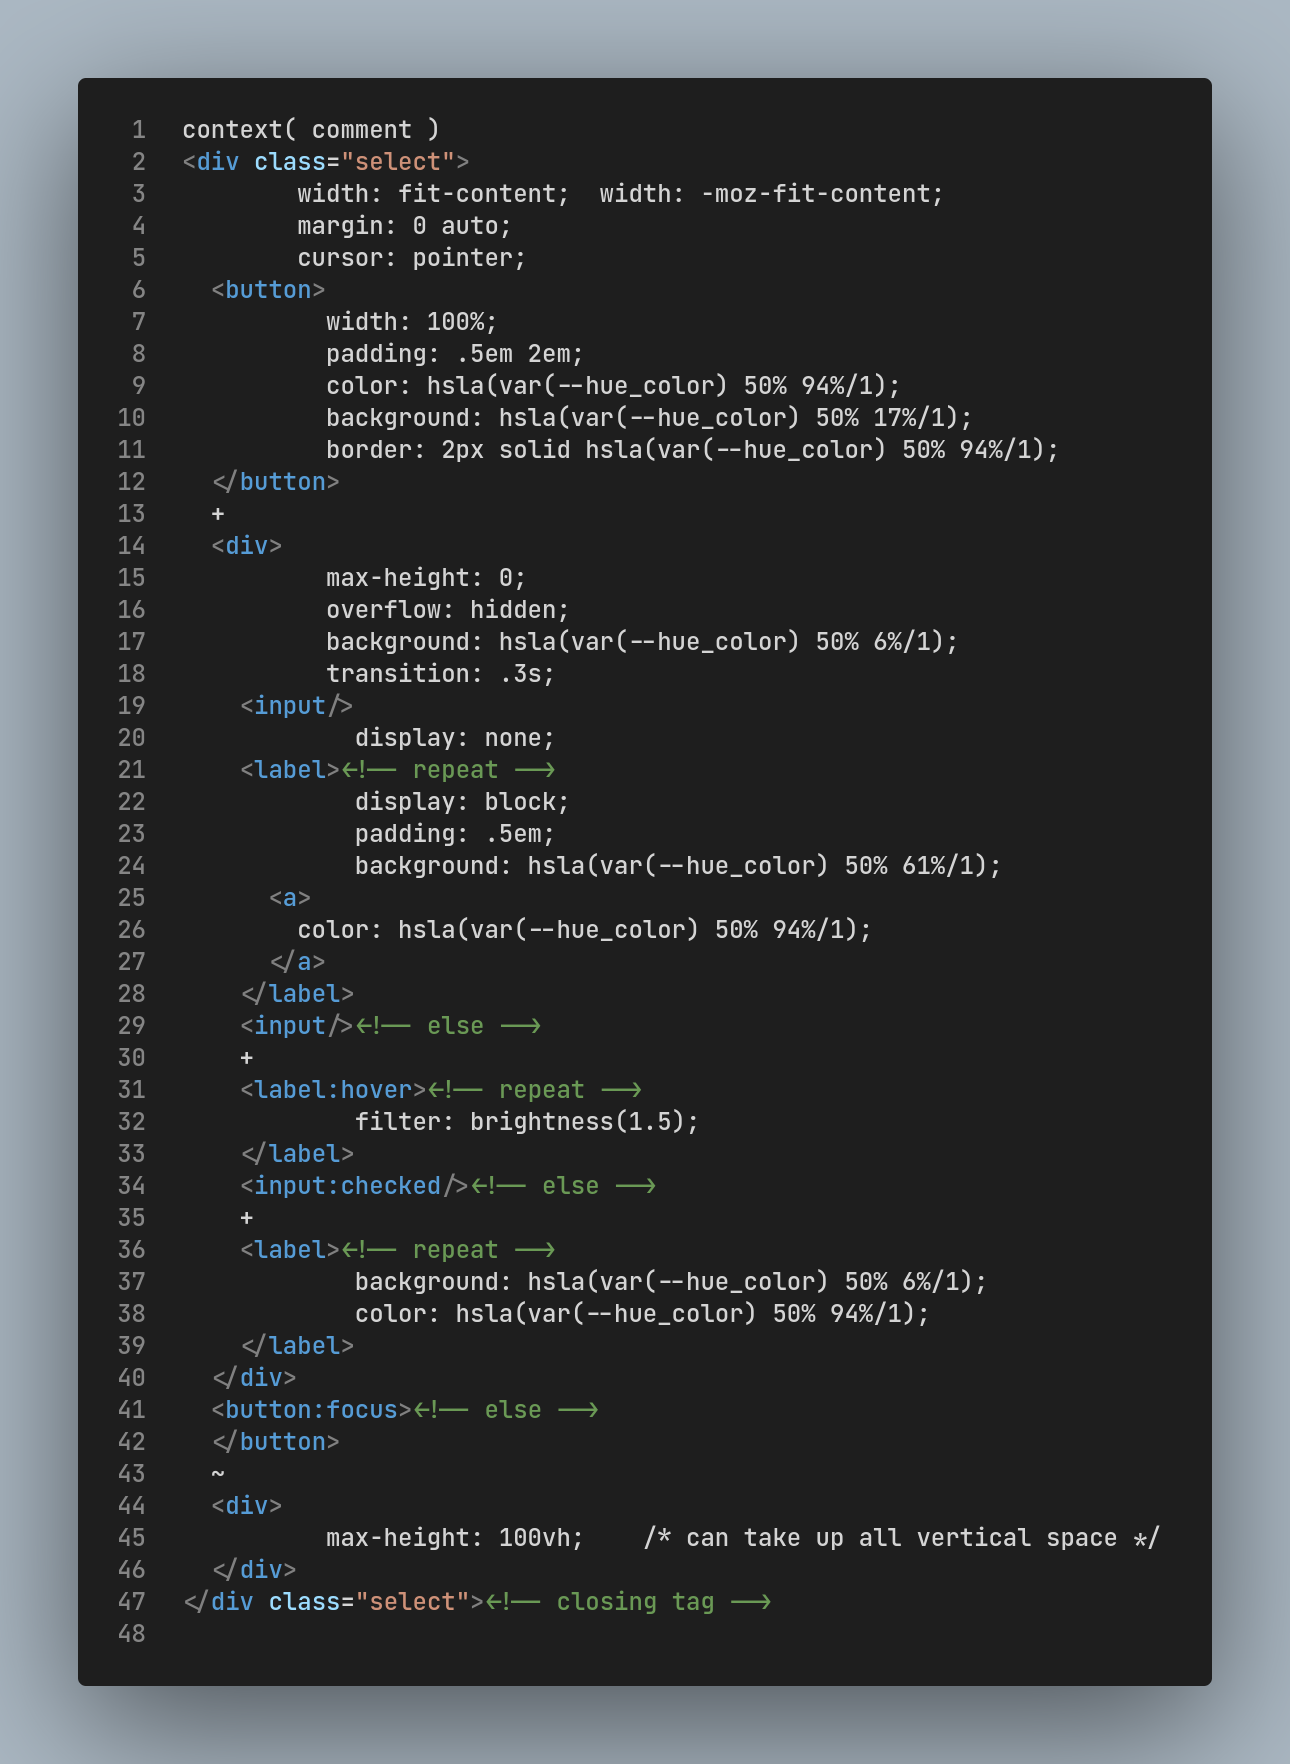 1 context( comment )
2 <div class="select">
3         width: fit-content;  width: -moz-fit-content;
4         margin: 0 auto;
5         cursor: pointer;
6   <button>
7           width: 100%;
8           padding: .5em 2em;
9           color: hsla(var(--hue_color) 50% 94%/1);
10           background: hsla(var(--hue_color) 50% 17%/1);
11           border: 2px solid hsla(var(--hue_color) 50% 94%/1);
12   </button>
13   +
14   <div>
15           max-height: 0;
16           overflow: hidden;
17           background: hsla(var(--hue_color) 50% 6%/1);
18           transition: .3s;
19     <input/>
20             display: none;
21     <label><!-- repeat -->
22             display: block;
23             padding: .5em;
24             background: hsla(var(--hue_color) 50% 61%/1);
25       <a>
26         color: hsla(var(--hue_color) 50% 94%/1);
27       </a>
28     </label>
29     <input/><!-- else -->
30     +
31     <label:hover><!-- repeat -->
32             filter: brightness(1.5);
33     </label>
34     <input:checked/><!-- else -->
35     +
36     <label><!-- repeat -->
37             background: hsla(var(--hue_color) 50% 6%/1);
38             color: hsla(var(--hue_color) 50% 94%/1);
39     </label>
40   </div>
41   <button:focus><!-- else -->
42   </button>
43   ~
44   <div>
45           max-height: 100vh;    /* can take up all vertical space */
46   </div>
47 </div class="select"><!-- closing tag -->
48